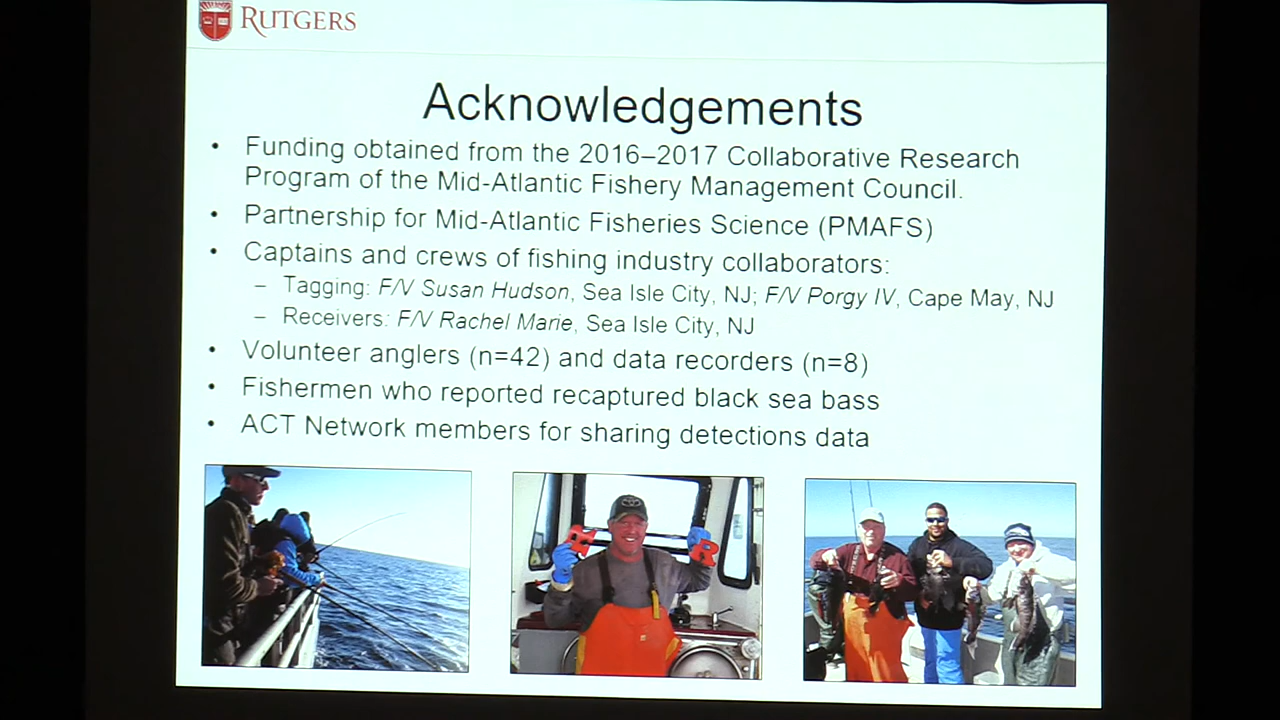 RUTGERS
Acknowledgements
• Funding obtained from the 2016–2017 Collaborative Research
Program of the Mid-Atlantic Fishery Management Council.
• Partnership for Mid-Atlantic Fisheries Science (PMAFS)
• Captains and crews of fishing industry collaborators:
– Tagging: F/V Susan Hudson, Sea Isle City, NJ; F/V Porgy IV, Cape May, NJ
– Receivers: F/V Rachel Marie, Sea Isle City, NJ
• Volunteer anglers (n=42) and data recorders (n=8)
• Fishermen who reported recaptured black sea bass
• ACT Network members for sharing detections data